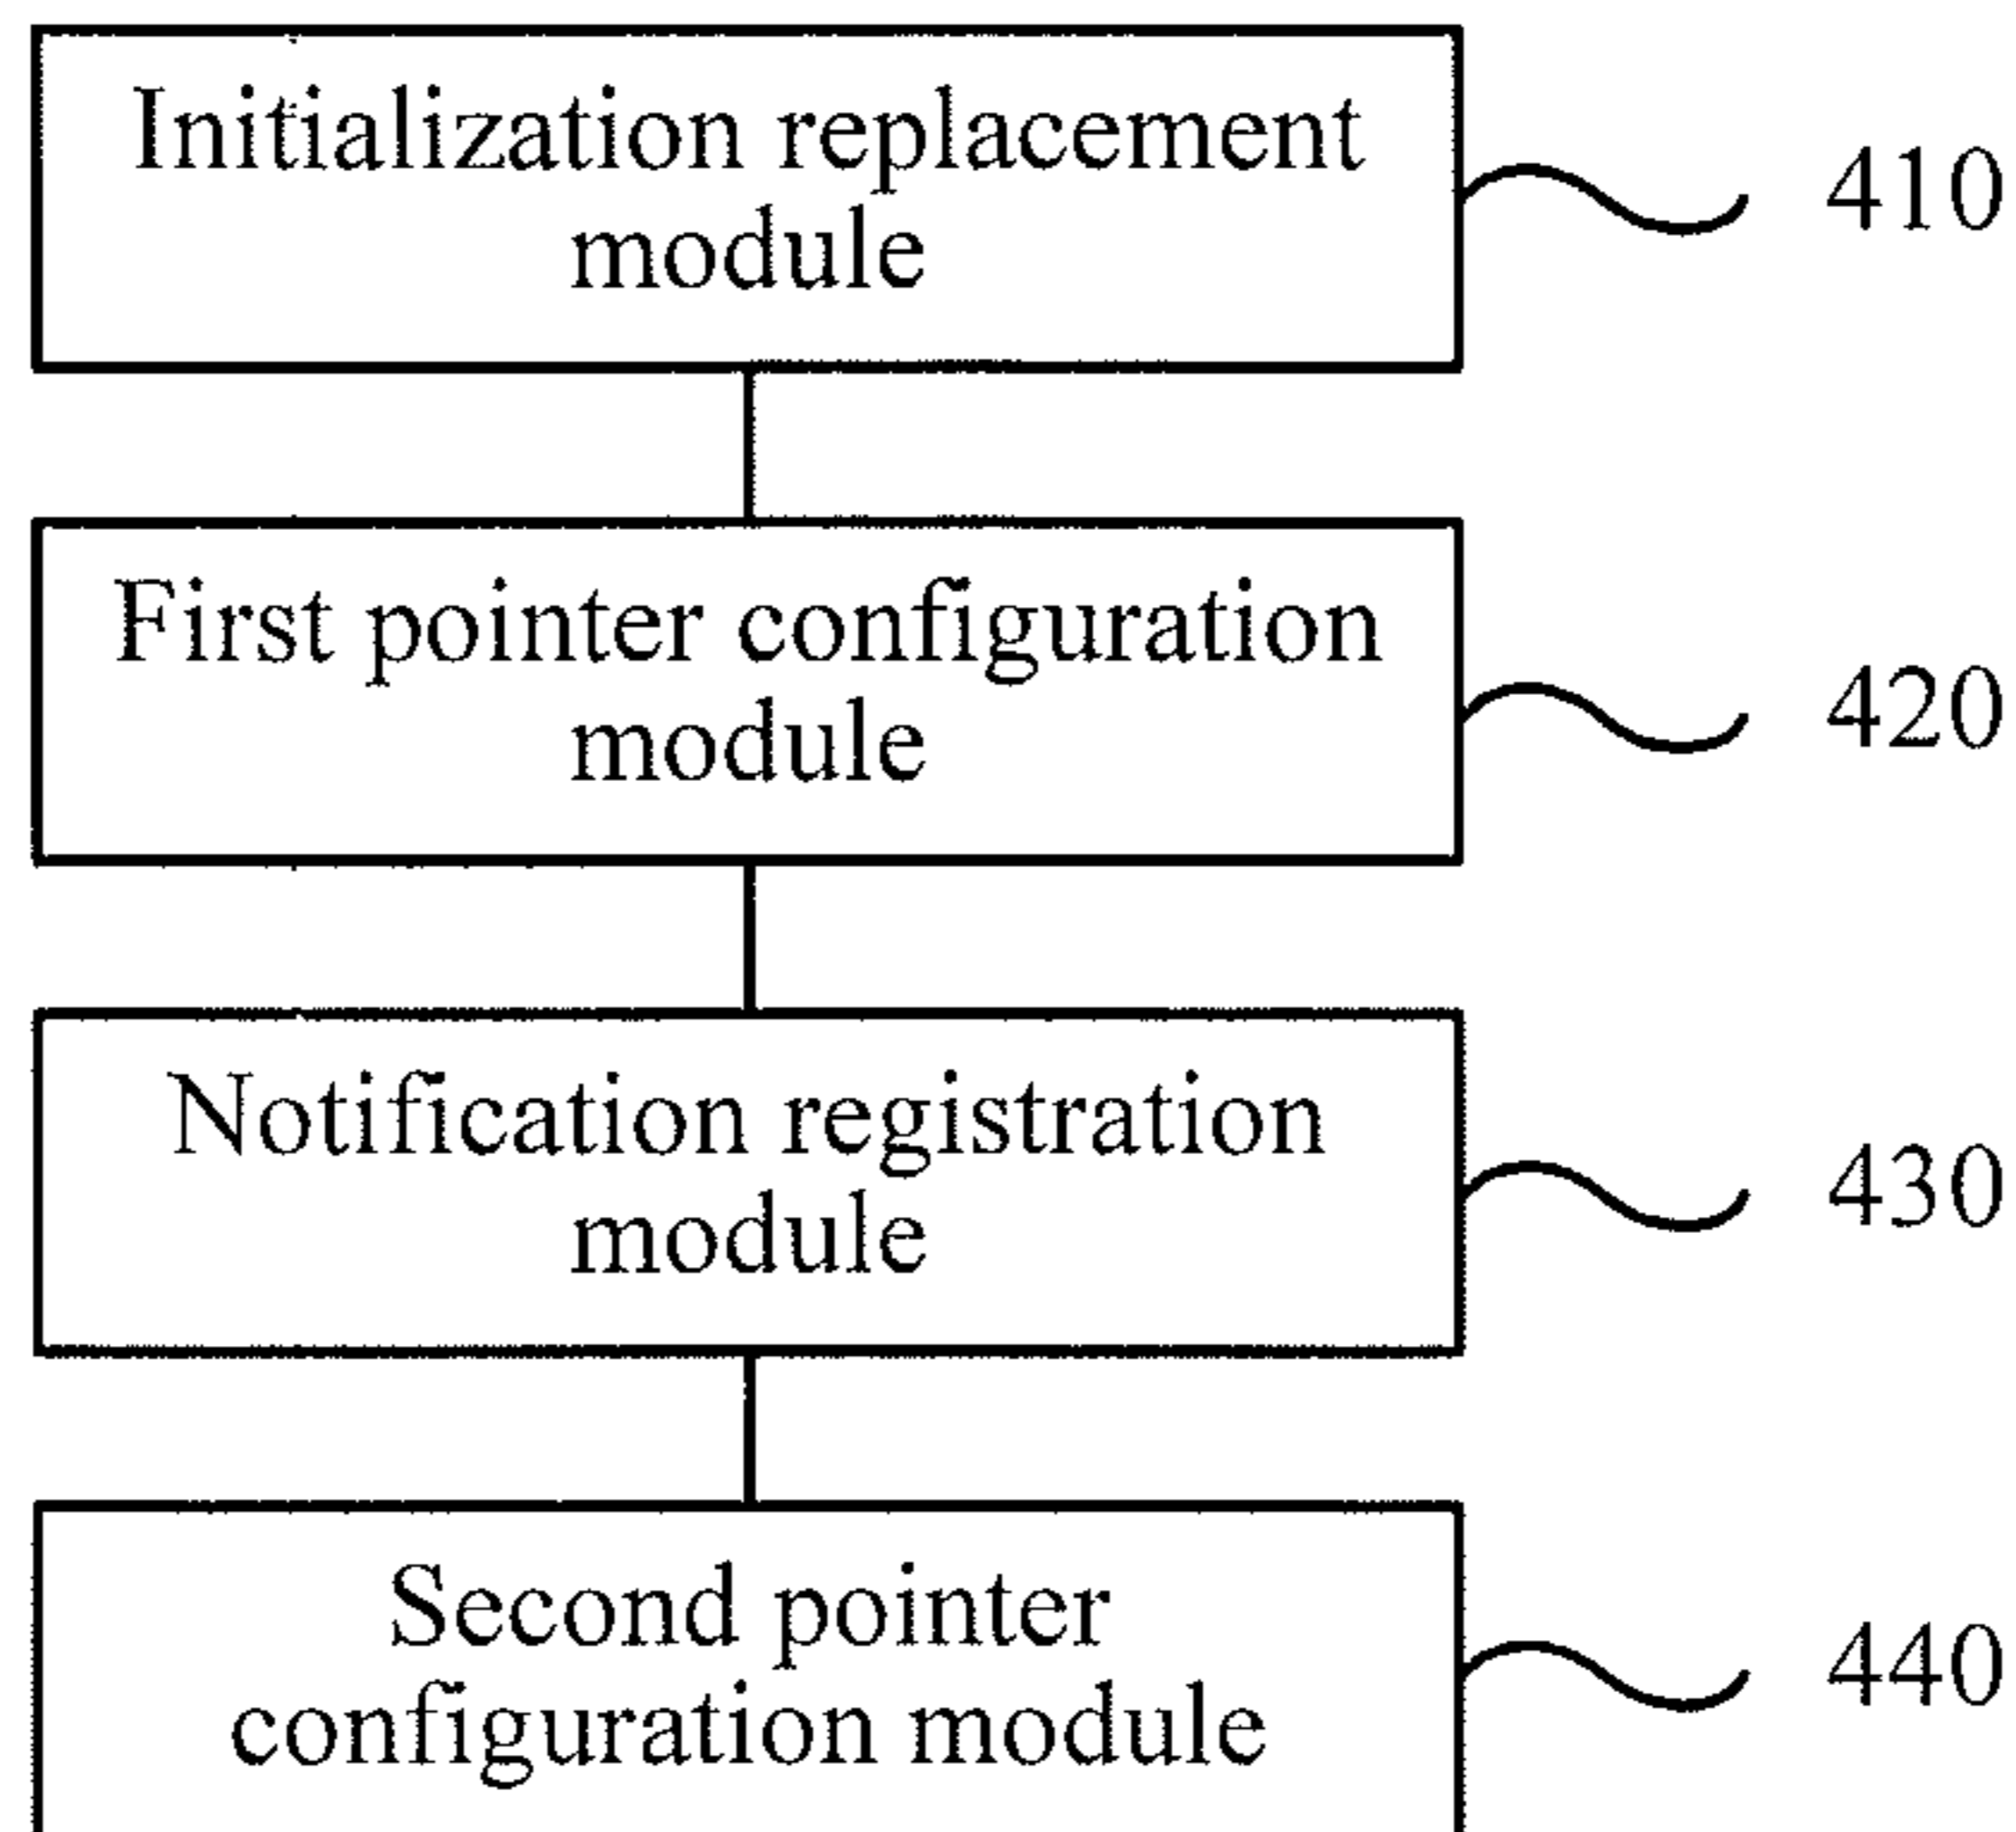 Initialization replacement
module
410
First pointer configuration
module
420
Notification registration
module
430
Second pointer
configuration module
440